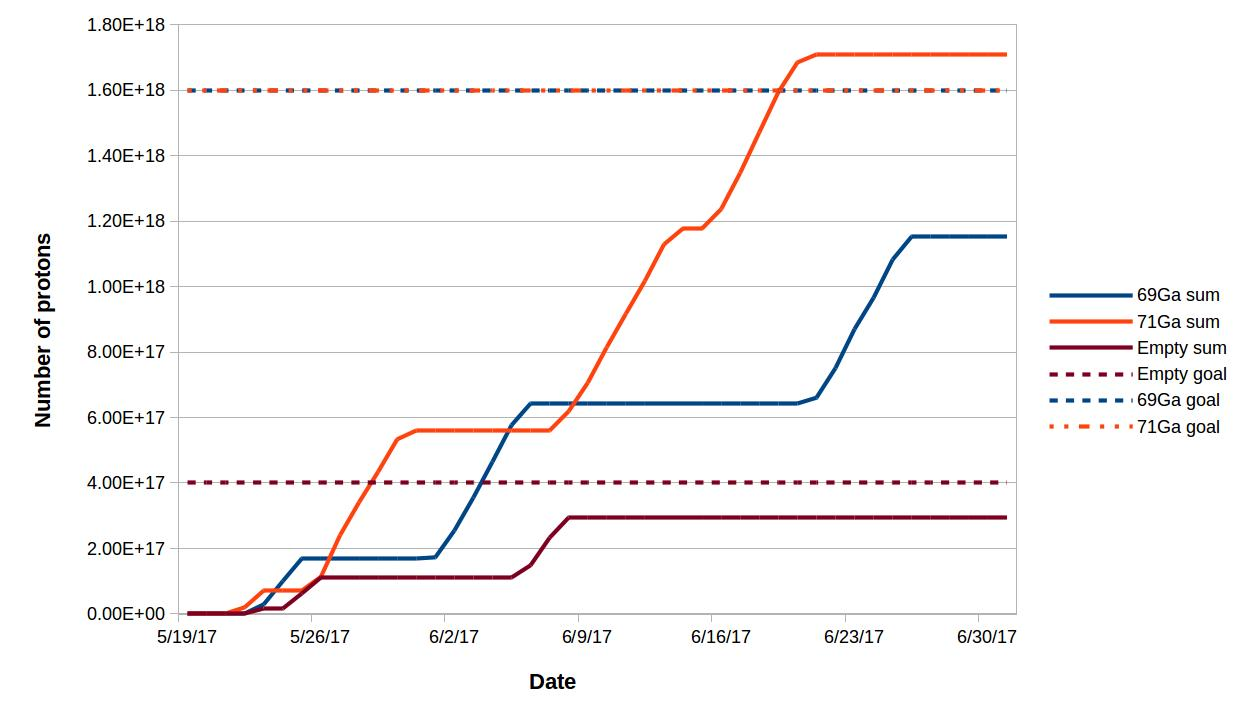 1.80E+18
1.60E+18
1.40E+18
1.20E+18
1.00E+18
8.00E+17
6.00E+17
4.00E+17
2.00E+17
0.00E+00
Number of protons
5/19/17 5/26/17 6/2/17 6/9/17 6/16/17 6/23/17 6/30/17
Date
69Ga sum
71Ga sum
Empty sum
Empty goal
69Ga goal
71Ga goal